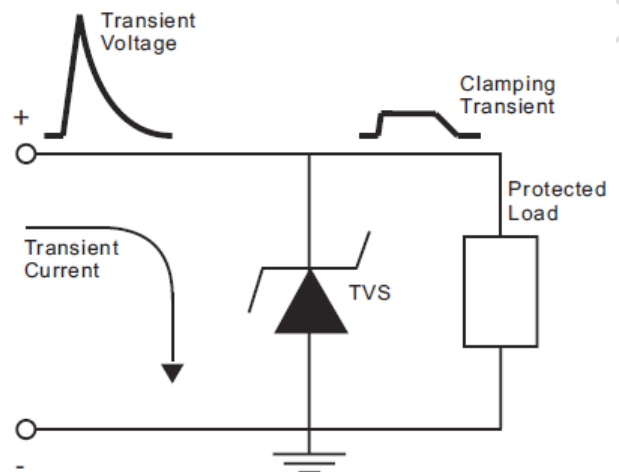 Transient
Voltage
Clamping
Transient
+
Protected
Load
Transient
Current
TVS
-